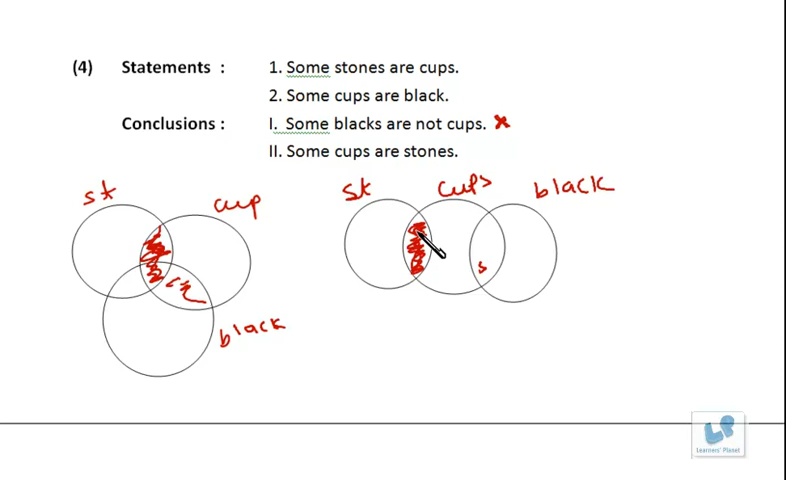 (4) Statements : 1. Some stones are cups.
2. Some cups are black.
Conclusions : I. Some blacks are not cups. x
II. Some cups are stones.
st cup st cups black
s
black
LP
Learners' Planet